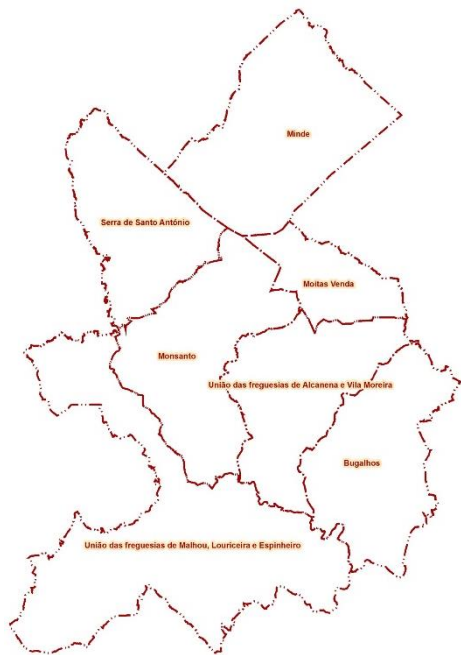 Minde
Serra de Santo António
Moitas Venda
Monsanto
União das freguesias de Alcanena e Vila Moreira
Bugalhos
União das freguesias de Malhou, Louriceira e Espinheiro